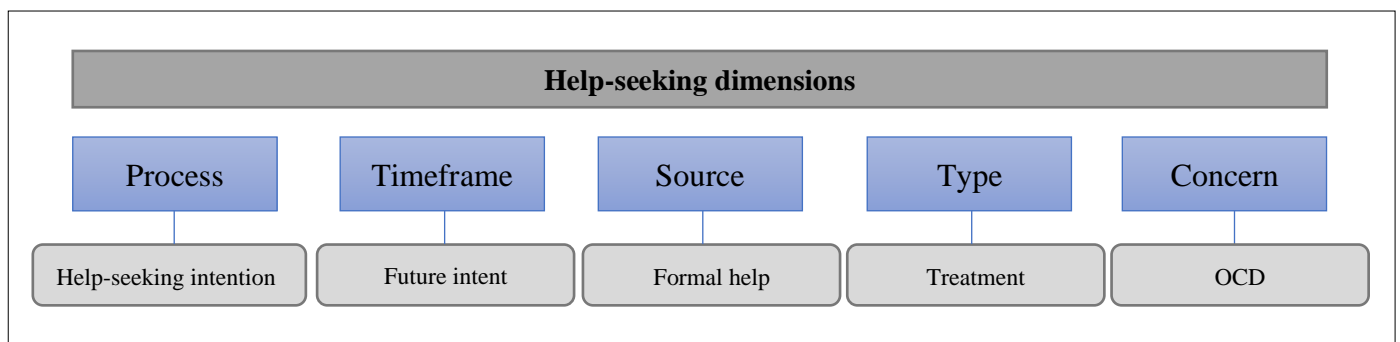 Help-seeking dimensions
Process
Timeframe
Source
Type
Concern
Help-seeking intention
Future intent
Formal help
Treatment
OCD